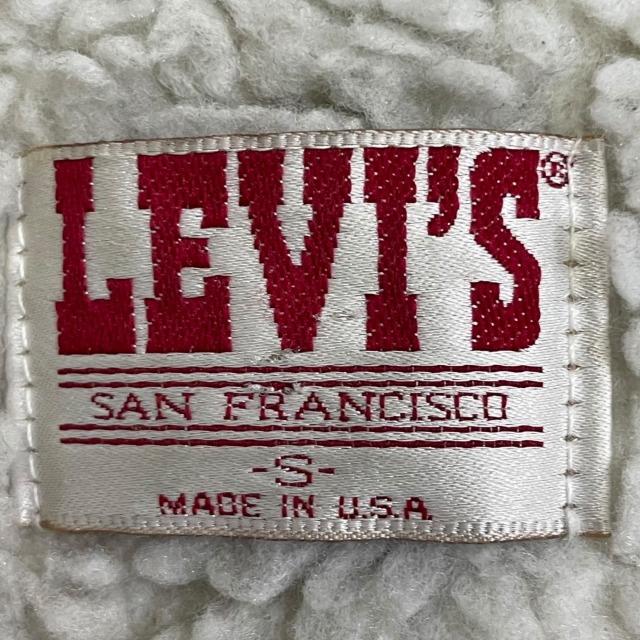 LEVI'S®
SAN FRANCISCO
-S-
MADE IN U.S.A.